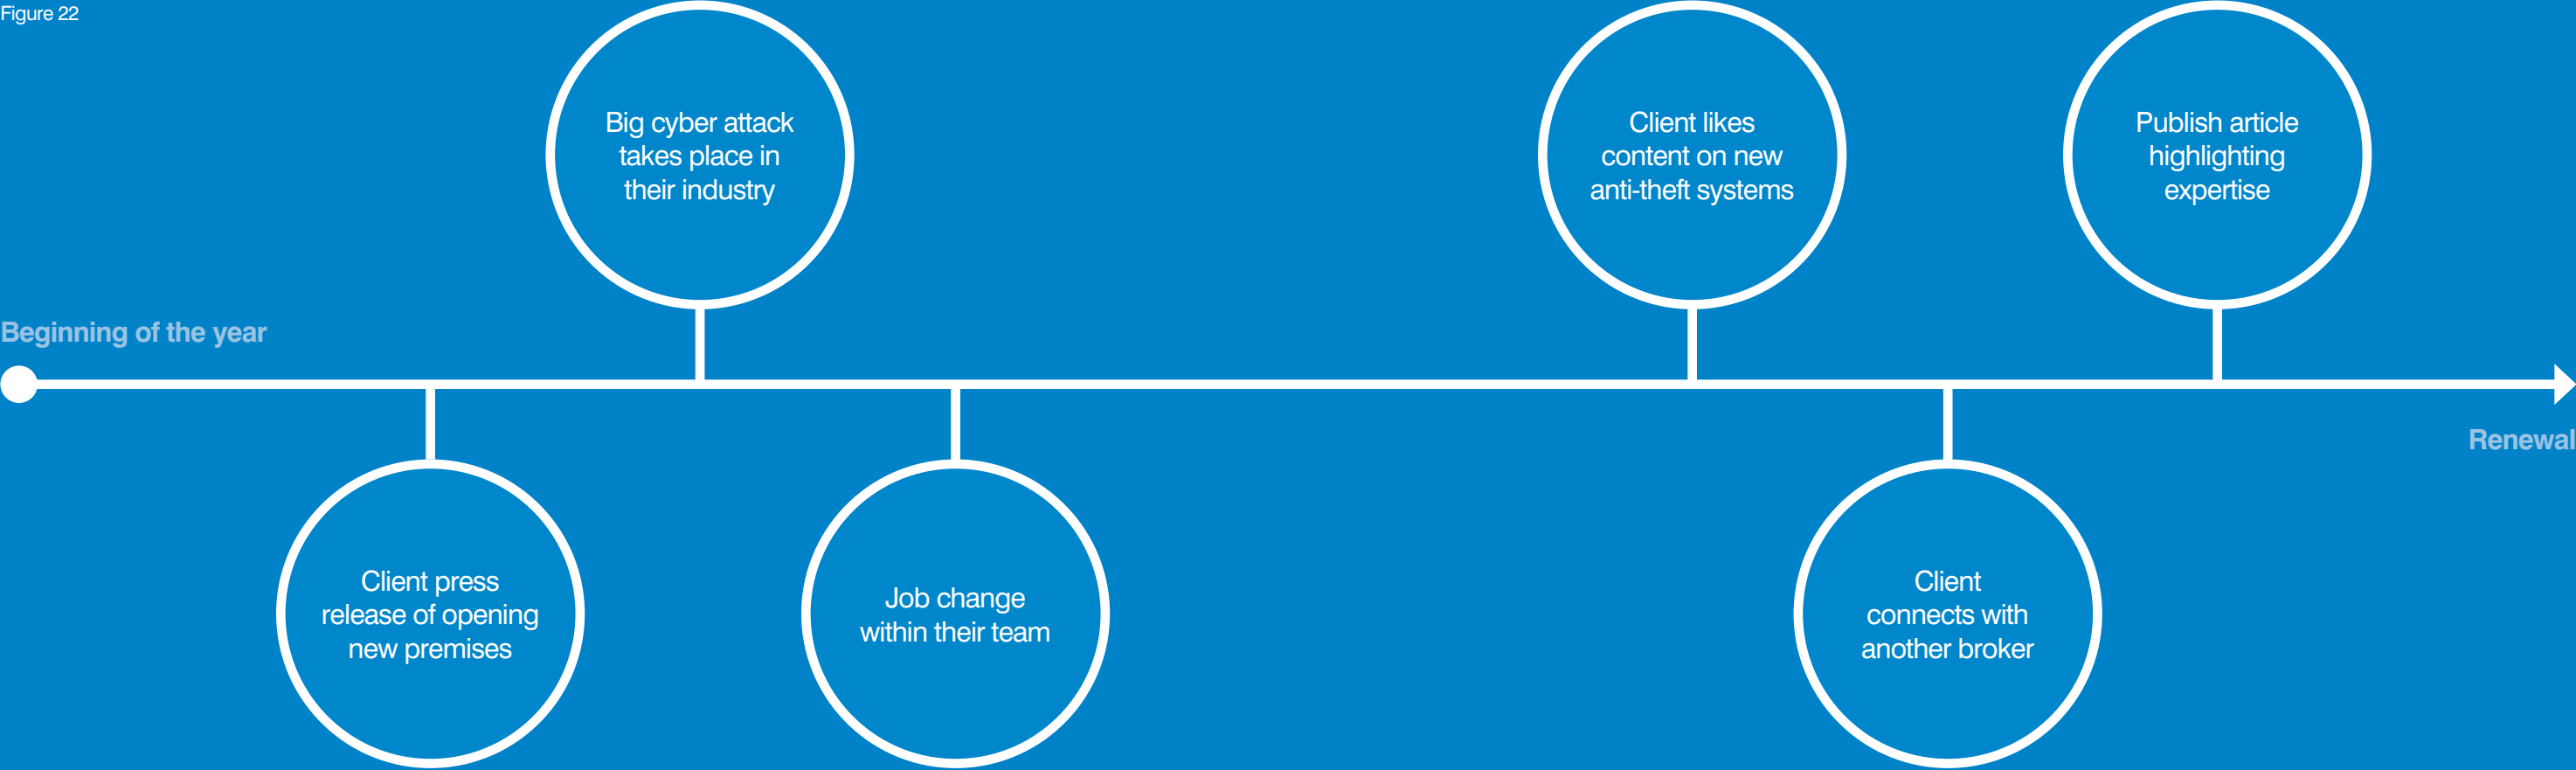 Figure 22
Big cyber attack
takes place in
their industry
Client likes
content on new
anti-theft systems
Publish article
highlighting
expertise
Beginning of the year
Renewal
Client press
release of opening
new premises
Job change
within their team
Client
connects with
another broker